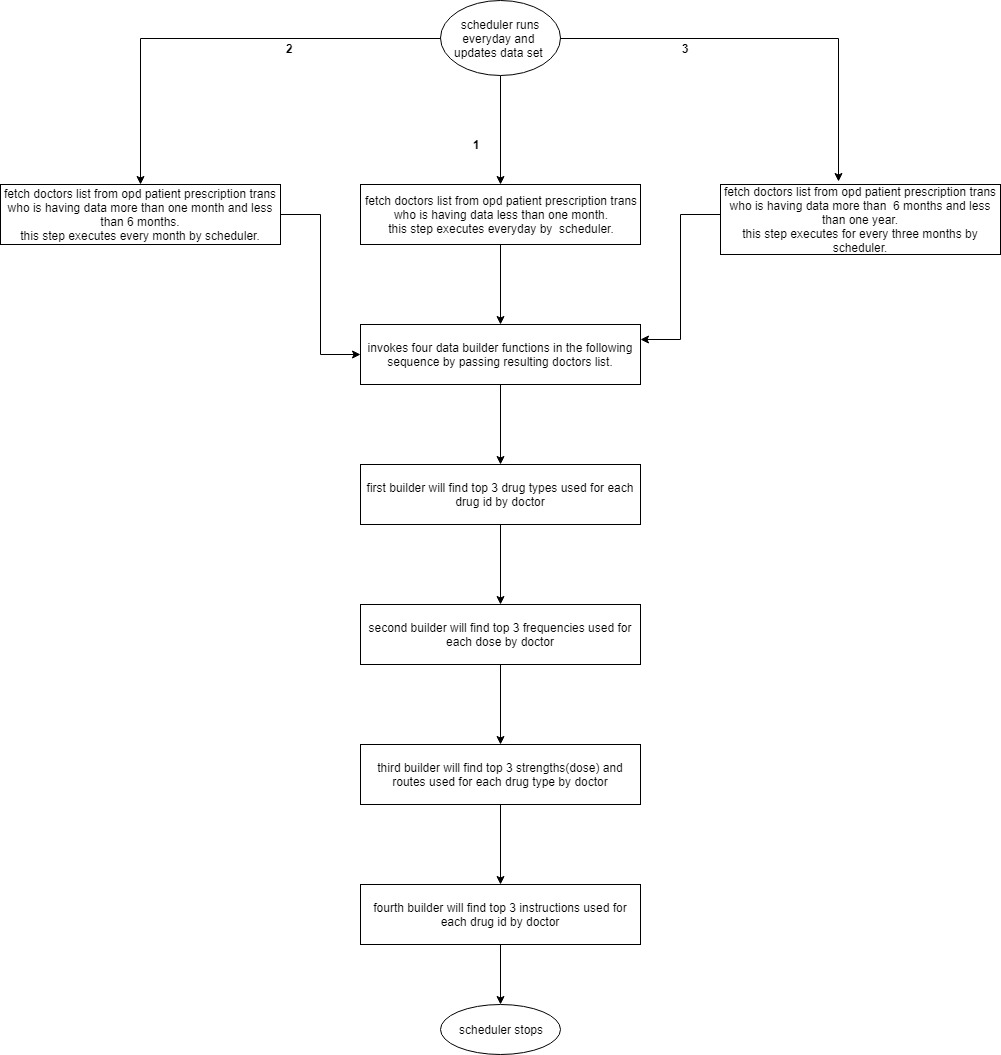 scheduler runs
everyday and
updates data set
2
3
1
fetch doctors list from opd patient prescription trans
who is having data more than one month and less
than 6 months.
this step executes every month by scheduler.
fetch doctors list from opd patient prescription trans
who is having data less than one month.
this step executes everyday by scheduler.
fetch doctors list from opd patient prescription trans
who is having data more than 6 months and less
than one year.
this step executes for every three months by
scheduler.
invokes four data builder functions in the following
sequence by passing resulting doctors list.
first builder will find top 3 drug types used for each
drug id by doctor
second builder will find top 3 frequencies used for
each dose by doctor
third builder will find top 3 strengths(dose) and
routes used for each drug type by doctor
fourth builder will find top 3 instructions used for
each drug id by doctor
scheduler stops